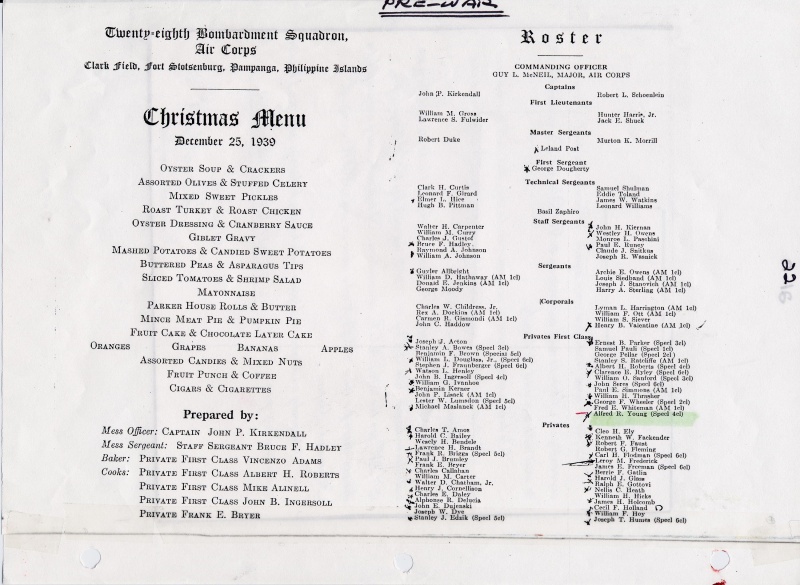 PRE-WAR
Twenty-eighth Bombardment Squadron,
Air Corps
Clark Field, Fort Stotsenburg, Pampanga, Philippine Islands
Christmas Menu
December 25, 1939
Oyster Soup & Crackers
Assorted Olives & Stuffed Celery
Mixed Sweet Pickles
Roast Turkey & Roast Chicken
Oyster Dressing & Cranberry Sauce
Giblet Gravy
Mashed Potatoes & Candied Sweet Potatoes
Buttered Peas & Asparagus Tips
Sliced Tomatoes & Shrimp Salad
Mayonnaise
Parker House Rolls & Butter
Mince Meat Pie & Pumpkin Pie
Fruit Cake & Chocolate Layer Cake
Oranges Grapes Bananas Apples
Assorted Candies & Mixed Nuts
Fruit Punch & Coffee
Cigars & Cigarettes
Prepared by:
Mess Officer: Captain John P. Kirkendall
Mess Sergeant: Staff Sergeant Bruce F. Hadley
Baker: Private First Class Vincenzo Adams
Cooks: Private First Class Albert H. Roberts
Private First Class Mike Alinell
Private First Class John B. Ingersoll
Private Frank E. Bryer
Roster
COMMANDING OFFICER
GUY L. McNEIL, MAJOR, AIR CORPS
Captains
John P. Kirkendall Robert L. Schoenlein
First Lieutenants
William M. Gross Hunter Harris, Jr.
Lawrence S. Fulwider Jack E. Shuck
Master Sergeants
Robert Duke Murton K. Morrill
Leland Post
First Sergeant
George Dougherty
Technical Sergeants
Clark H. Curtis Samuel Shulman
Leonard F. Girard Eddie Toland
Elmer L. Hice James W. Watkins
Hugh B. Pittman Leonard Williams
Basil Zaphiro
Staff Sergeants
Walter H. Carpenter John H. Kiernan
William M. Curry Westley H. Owens
Charles J. Gustof Monroe L. Paschini
Bruce F. Hadley Paul E. Runey
Raymond A. Johnson Claude J. Snitkus
William A. Johnson Joseph R. Wesnick
Sergeants
Guyler Allbright Archie E. Owens (AM 1cl)
William D. Hathaway (AM 1cl) Louis Siedband (AM 1cl)
Donald E. Jenkins (AM 1cl) Joseph J. Stanovich (AM 1cl)
George Moody Harry A. Sterling (AM 1cl)
Corporals
Charles W. Childress, Jr. Lyman L. Harrington (AM 1cl)
Rex A. Dockins (AM 1cl) William F. Ott (AM 1cl)
Carmen R. Gismondi (AM 1cl) William S. Siever
John C. Haddow Henry B. Valentine (AM 1cl)
Privates First Class
Joseph J. Acton Ernest B. Parker (Specl 3cl)
Stanley A. Bawes (Specl 3cl) Samuel Pauli (Specl 1cl)
Benjamin F. Brown (Specl 5cl) George Pellar (Specl 2cl)
William L. Douglass, Jr., (Specl 6cl) Stanley S. Ratcliffe (AM 1cl)
Stephen J. Fraunberger (Specl 6cl) Albert H. Roberts (Specl 4cl)
Watson L. Henley Clarence B. Ryley (Specl 6cl)
John B. Ingersoll (Specl 4cl) William O. Sanford (Specl 3cl)
William G. Ivanhoe John Seres (Specl 6cl)
Benjamin Kerner Paul E. Simmons (AM 1cl)
John F. Lisack (AM 1cl) William H. Thrasher
Lester W. Lumsden (Specl 5cl) George F. Wheeler (Specl 2cl)
Michael Maslanek (AM 1cl) Fred E. Whiteman (AM 1cl)
Alfred R. Young (Specl 4cl)
Privates
Charles T. Amos Cleo H. Ely
Harold C. Bailey Kenneth W. Fackender
Wesely H. Bendele Robert F. Faust
Lawrence H. Brandt Robert G. Fleming
Frank R. Briggs (Specl 5cl) Carl H. Flodman (Specl 6cl)
Paul J. Brumley Leroy M. Frederick
Frank E. Bryer James E. Freeman (Specl 6cl)
Charles Callahan Berrie F. Gatlin
William M. Carter Harold J. Glass
Walter D. Chatham, Jr. Ralph E. Gottovi
Henry J. Cornellison Nellis C. Heath
Charles E. Daley William H. Hicks
Alphonse R. Delucia James H. Holcomb
John E. Dujenski Cecil F. Holland
Joseph W. Dye William F. Hoy
Stanley J. Edzik (Specl 5cl) Joseph T. Humes (Specl 6cl)
22